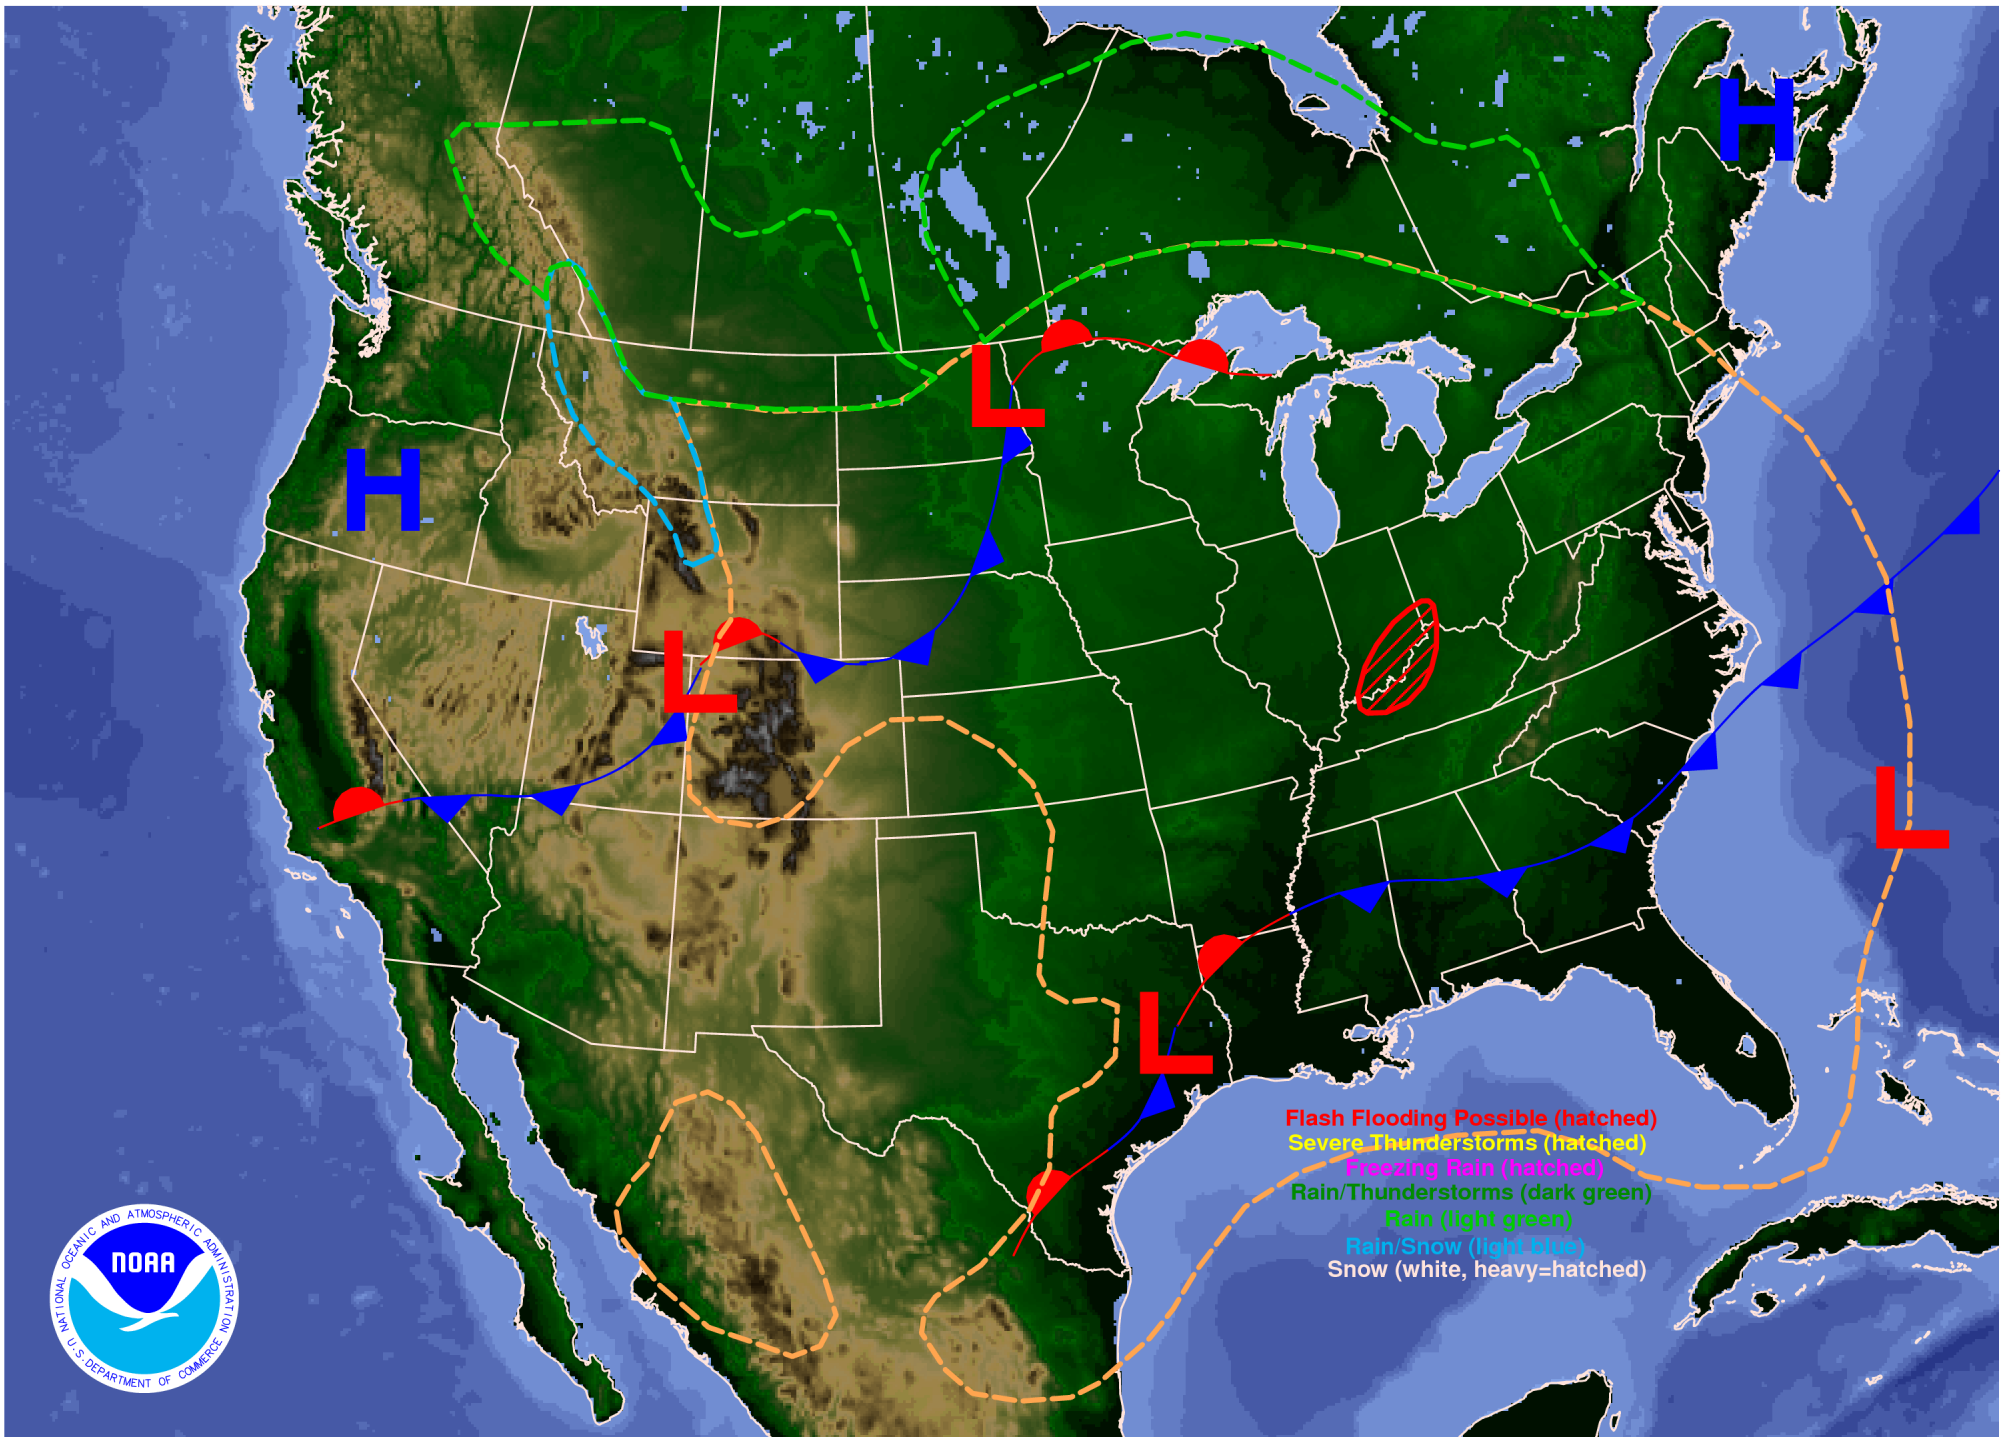 H
H
L
L
L
L
Flash Flooding Possible (hatched)
Severe Thunderstorms (hatched)
Freezing Rain (hatched)
Rain/Thunderstorms (dark green)
Rain (light green)
Rain/Snow (light blue)
Snow (white, heavy=hatched)
NATIONAL OCEANIC AND ATMOSPHERIC ADMINISTRATION
NOAA
U.S. DEPARTMENT OF COMMERCE